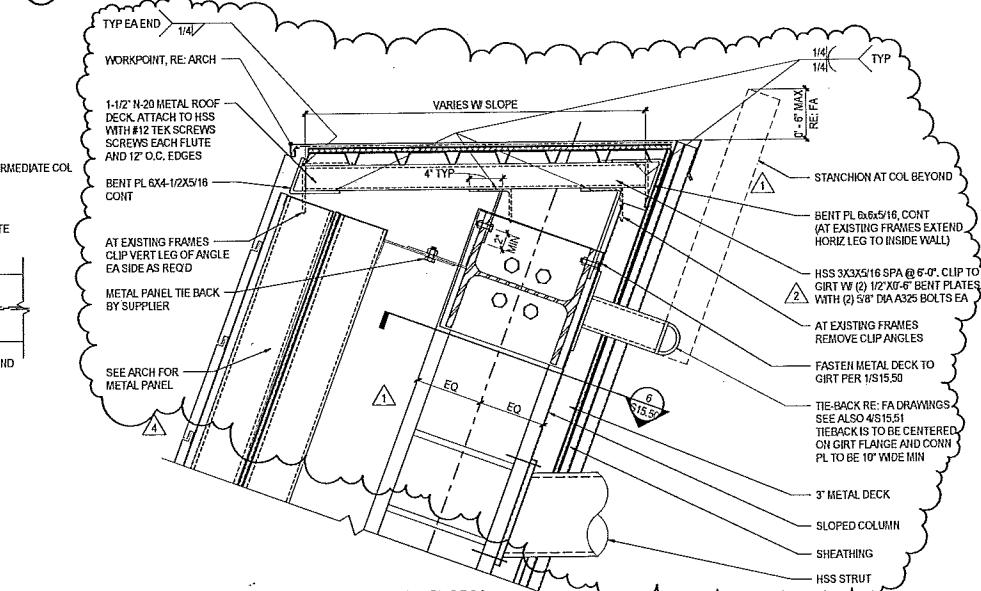 TYP EA END
1/4
WORKPOINT, RE: ARCH
1-1/2" N-20 METAL ROOF
DECK. ATTACH TO HSS
WITH #12 TEK SCREWS
SCREWS EACH FLUTE
AND 12" O.C. EDGES
ERMEDIATE COL
BENT PL 6X4-1/2X5/16
CONT
TE
AT EXISTING FRAMES
CLIP VERT LEG OF ANGLE
EA SIDE AS REQ'D
METAL PANEL TIE BACK
BY SUPPLIER
ND
SEE ARCH FOR
METAL PANEL
4
VARIES W/ SLOPE
4" TYP
2"
MIN
EQ
EQ
1
6
S15.50
1/4
1/4
TYP
0' - 6" MAX
RE: FA
1
STANCHION AT COL BEYOND
BENT PL 6x6x5/16, CONT
(AT EXISTING FRAMES EXTEND
HORIZ LEG TO INSIDE WALL)
HSS 3X3X5/16 SPA @ 6'-0". CLIP TO
GIRT W/ (2) 1/2"X0'-6" BENT PLATES
WITH (2) 5/8" DIA A325 BOLTS EA
2
AT EXISTING FRAMES
REMOVE CLIP ANGLES
FASTEN METAL DECK TO
GIRT PER 1/S15.50
TIE-BACK RE: FA DRAWINGS
SEE ALSO 4/S15.51
TIEBACK IS TO BE CENTERED
ON GIRT FLANGE AND CONN
PL TO BE 10" WIDE MIN
3" METAL DECK
SLOPED COLUMN
SHEATHING
HSS STRUT